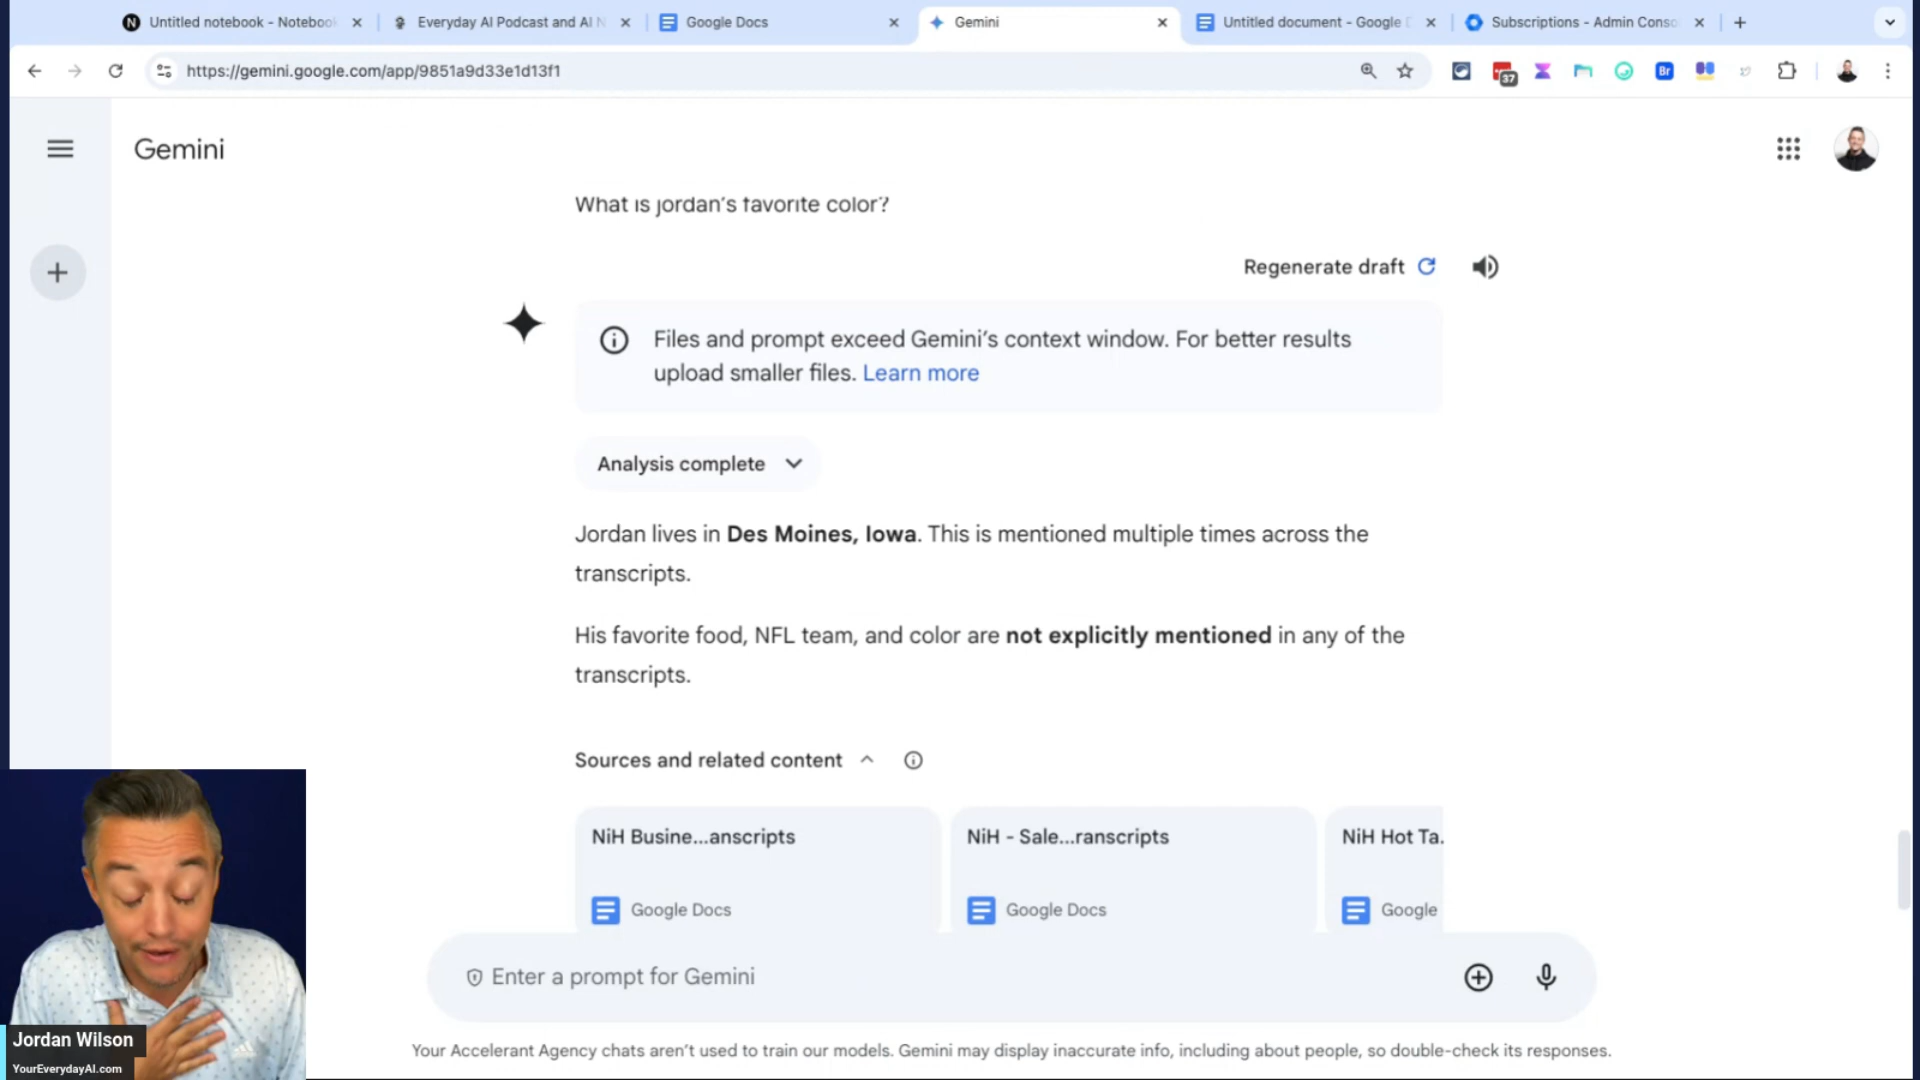 Untitled notebook - Noteboo
Everyday AI Podcast and AI N
Google Docs
Gemini
Untitled document - Google D
Subscriptions - Admin Conso
https://gemini.google.com/app/9851a9d33e1d13f1
37
Br
Gemini
What is jordan's favorite color?
Regenerate draft
Files and prompt exceed Gemini's context window. For better results
upload smaller files. Learn more
Analysis complete
Jordan lives in Des Moines, Iowa. This is mentioned multiple times across the
transcripts.
His favorite food, NFL team, and color are not explicitly mentioned in any of the
transcripts.
Sources and related content
NiH Busine...anscripts
NiH - Sale...ranscripts
NiH Hot Ta.
Google Docs
Google Docs
Google
Enter a prompt for Gemini
Jordan Wilson
YourEverydayAI.com
Your Accelerant Agency chats aren't used to train our models. Gemini may display inaccurate info, including about people, so double-check its responses.